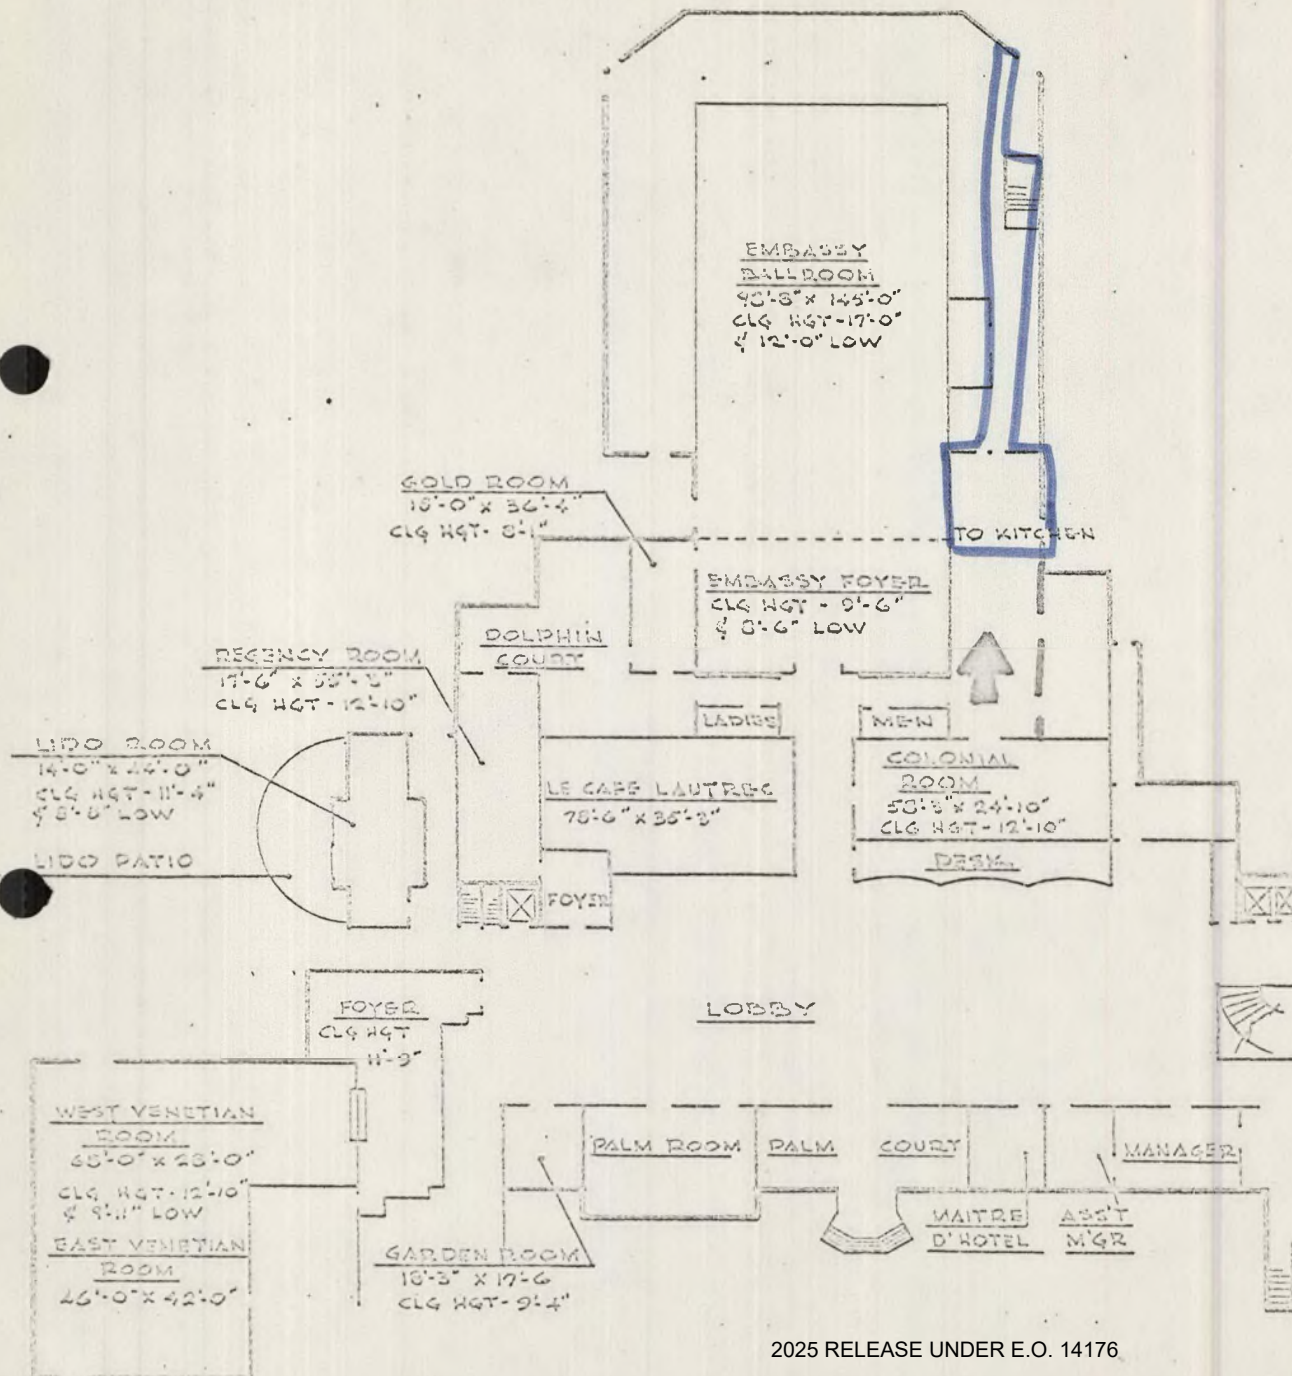 EMBASSY
BALLROOM
98'-8" x 145'-0"
CLG HGT-17'-0"
& 12'-0" LOW
GOLD ROOM
18'-0" x 36'-4"
CLG HGT- 8'-1"
TO KITCHEN
EMBASSY FOYER
CLG HGT - 9'-6"
& 8'-6" LOW
DOLPHIN
COURT
REGENCY ROOM
17'-6" x
CLG HGT - 12'-10"
LADIES
MEN
LIDO ROOM
14'-0" x 44'-0"
CLG HGT - 11'-4"
& 8'-8" LOW
LE CAFE LAUTREC
78'-6" x 35'-3"
COLONIAL
ROOM
58'-3" x 24'-10"
CLG HGT - 12'-10"
LIDO PATIO
DESK
FOYER
FOYER
CLG HGT
11'-9"
LOBBY
WEST VENETIAN
ROOM
65'-0" x 28'-0"
CLG HGT - 12'-10"
& 9'-11" LOW
EAST VENETIAN
ROOM
46'-0" x 42'-0"
PALM ROOM
PALM COURT
MANAGER
MAITRE
D'HOTEL
ASS'T
M'GR
GARDEN ROOM
18'-3" x 17'-6
CLG HGT- 9'-4"
2025 RELEASE UNDER E.O. 14176